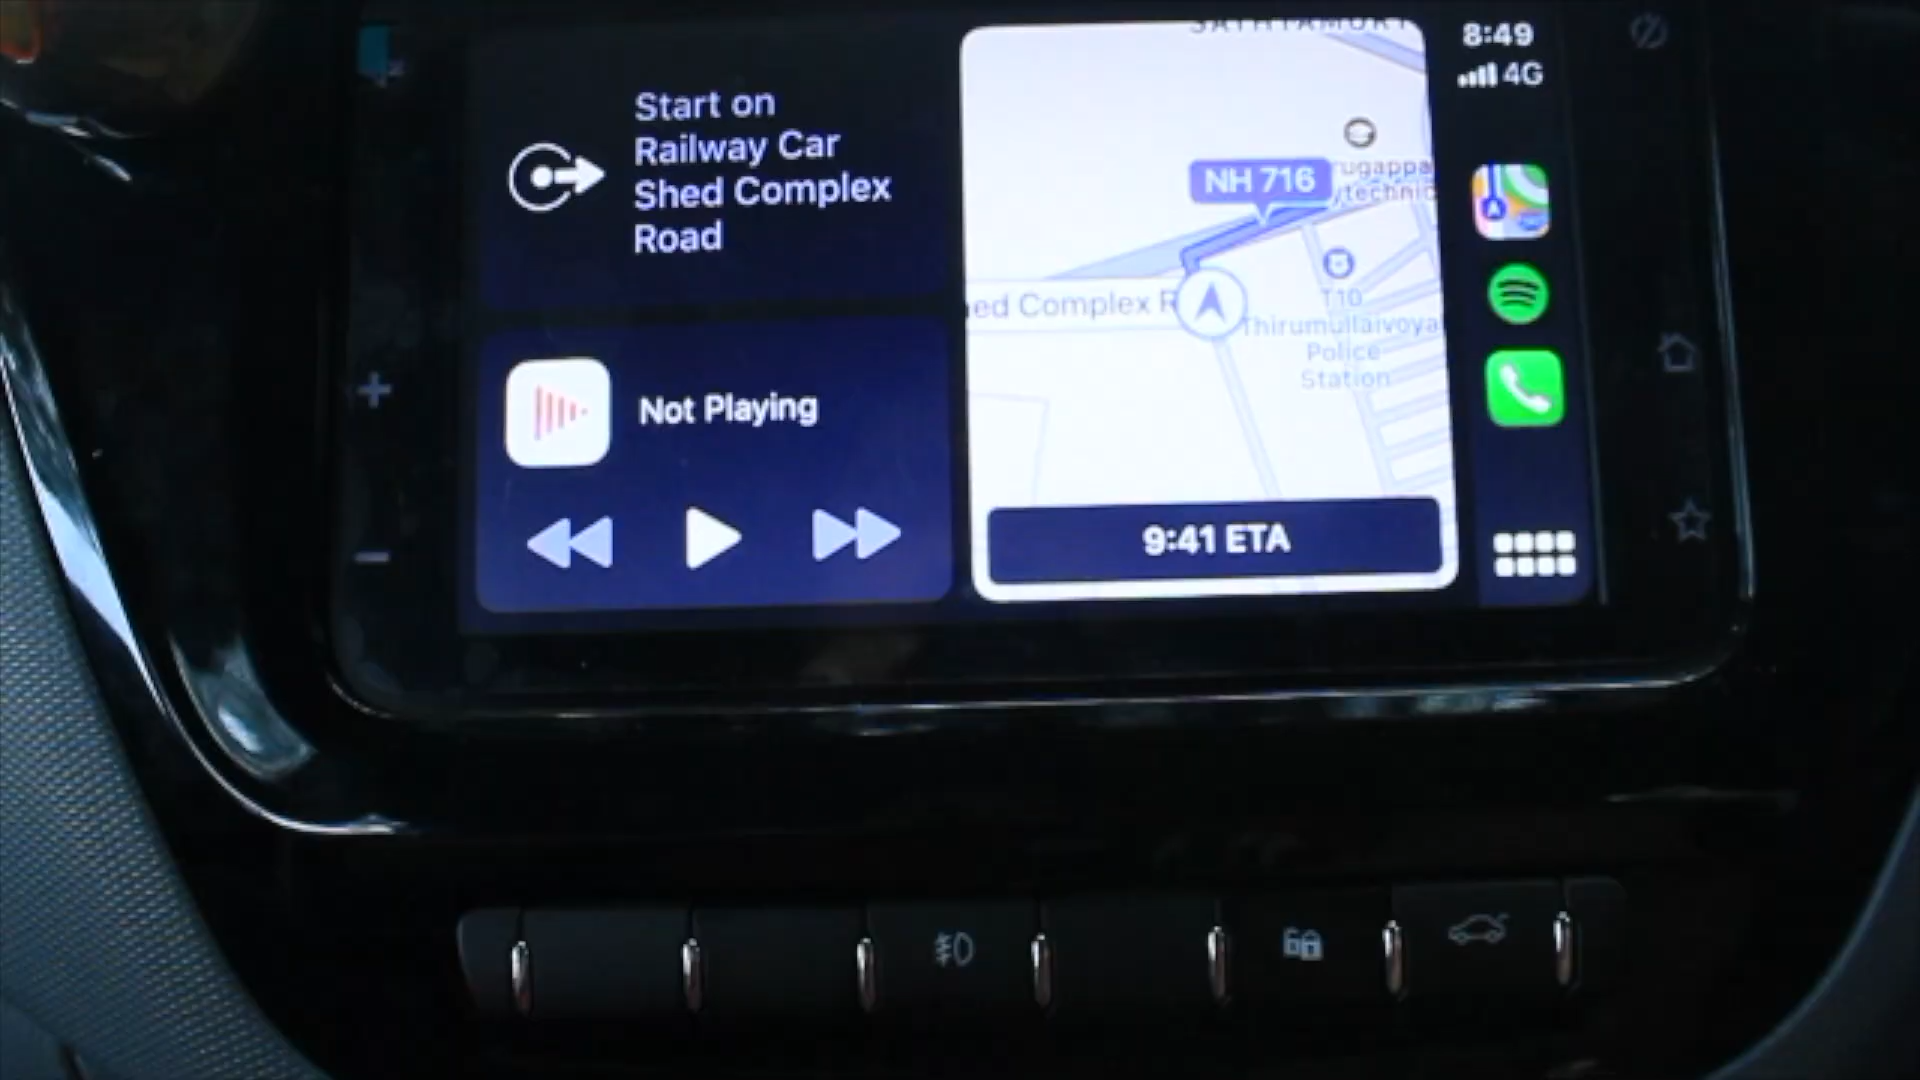 Start on
Railway Car
Shed Complex
Road
Not Playing
NH 716
ed Complex R
T10
Thirumullaivoya
Police
Station
9:41 ETA
8:49
4G